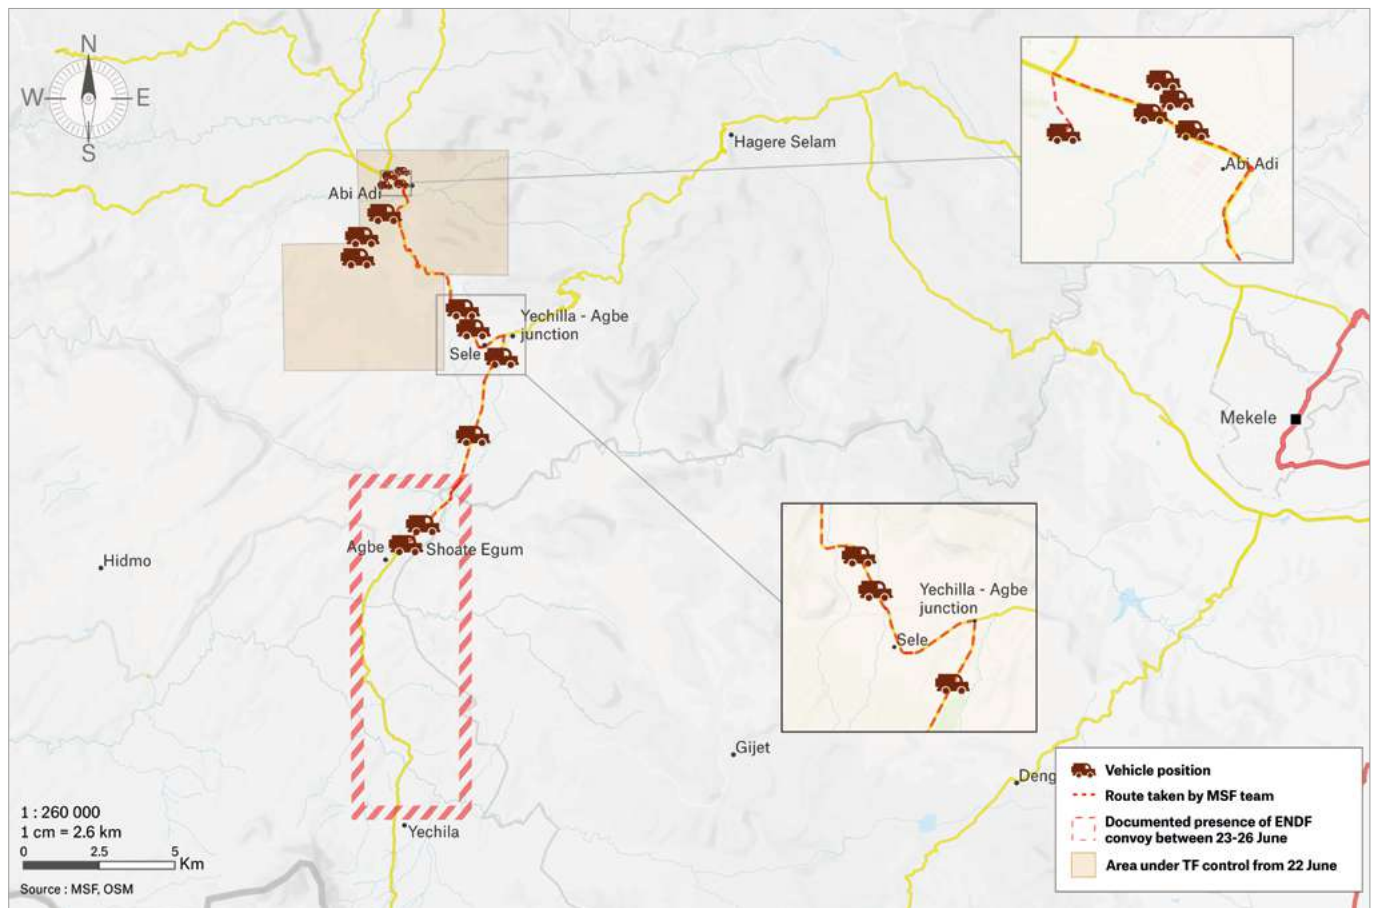 N
W
E
S
Hagere Selam
Abi Adi
Abi Adi
Yechilla - Agbe
junction
Sele
Mekele
Agbe
Shoate Egum
Hidmo
Yechilla - Agbe
junction
Sele
Gijet
Deng
Yechila
1 : 260 000
1 cm = 2.6 km
0
2.5
5
Km
Source : MSF, OSM
Vehicle position
Route taken by MSF team
Documented presence of ENDF
convoy between 23-26 June
Area under TF control from 22 June